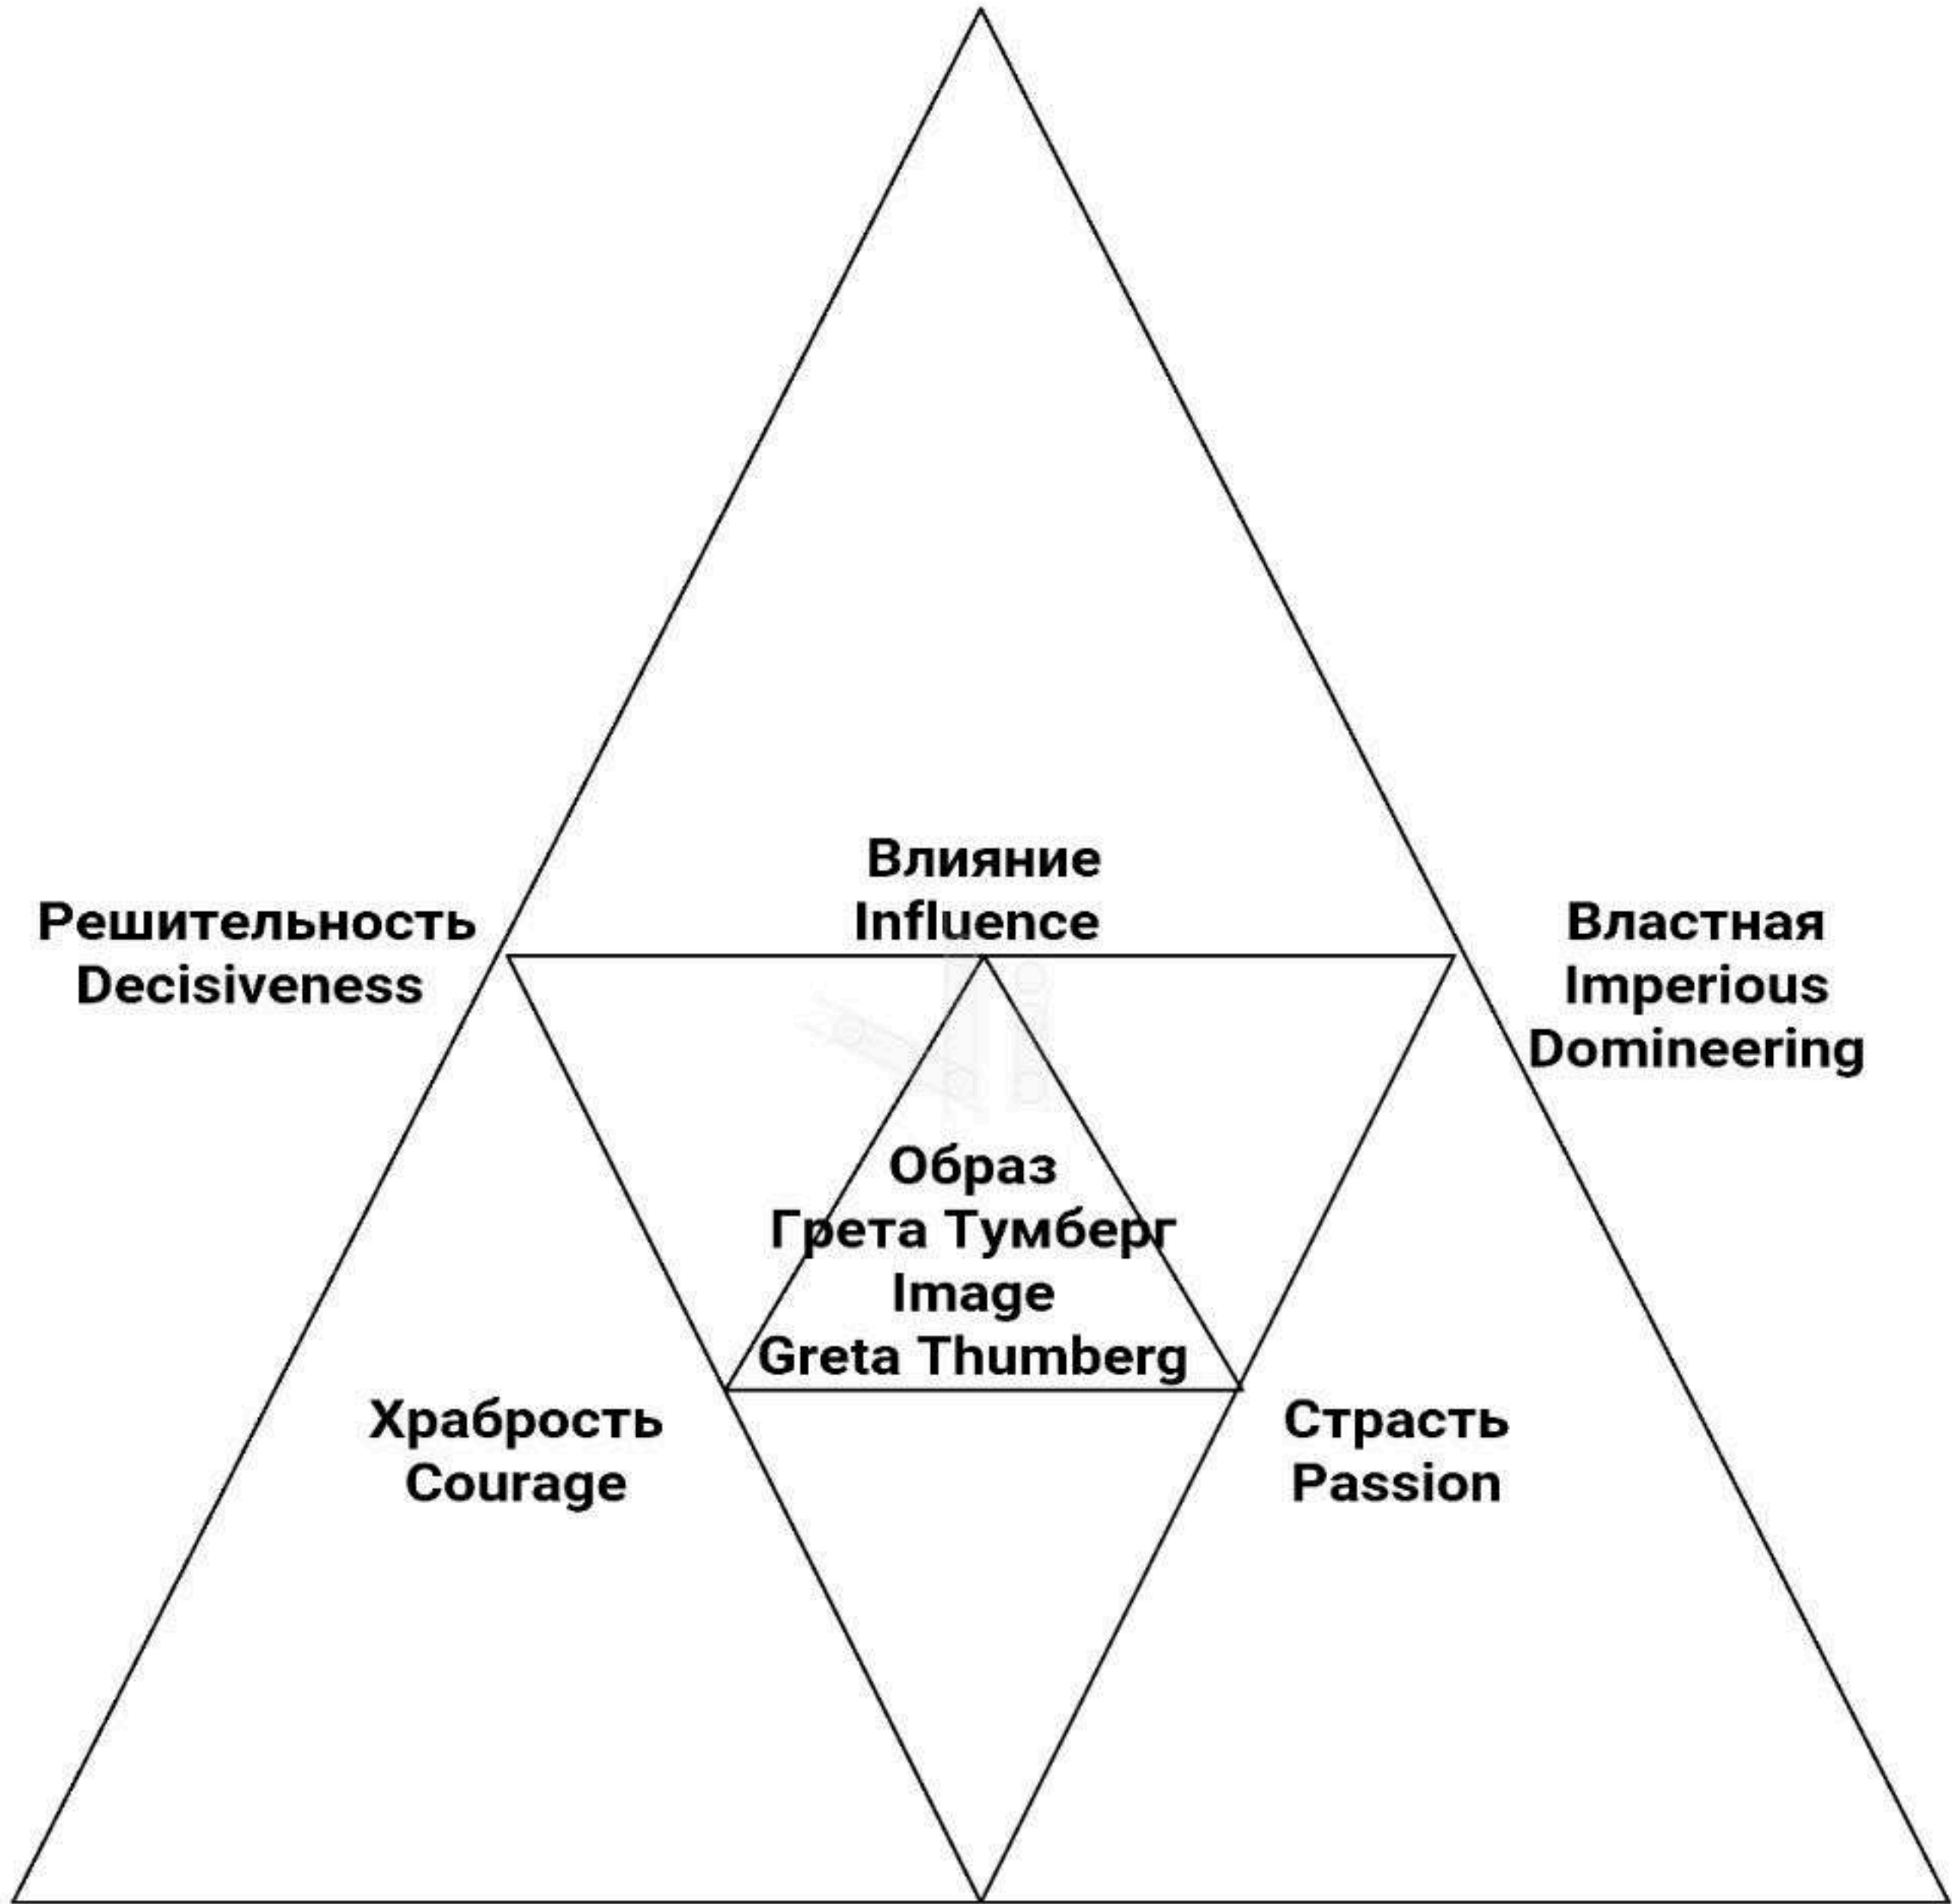 Влияние
Influence
Решительность
Decisiveness
Властная
Imperious
Domineering
Образ
Грета Тумберг
Image
Greta Thumberg
Храбрость
Courage
Страсть
Passion